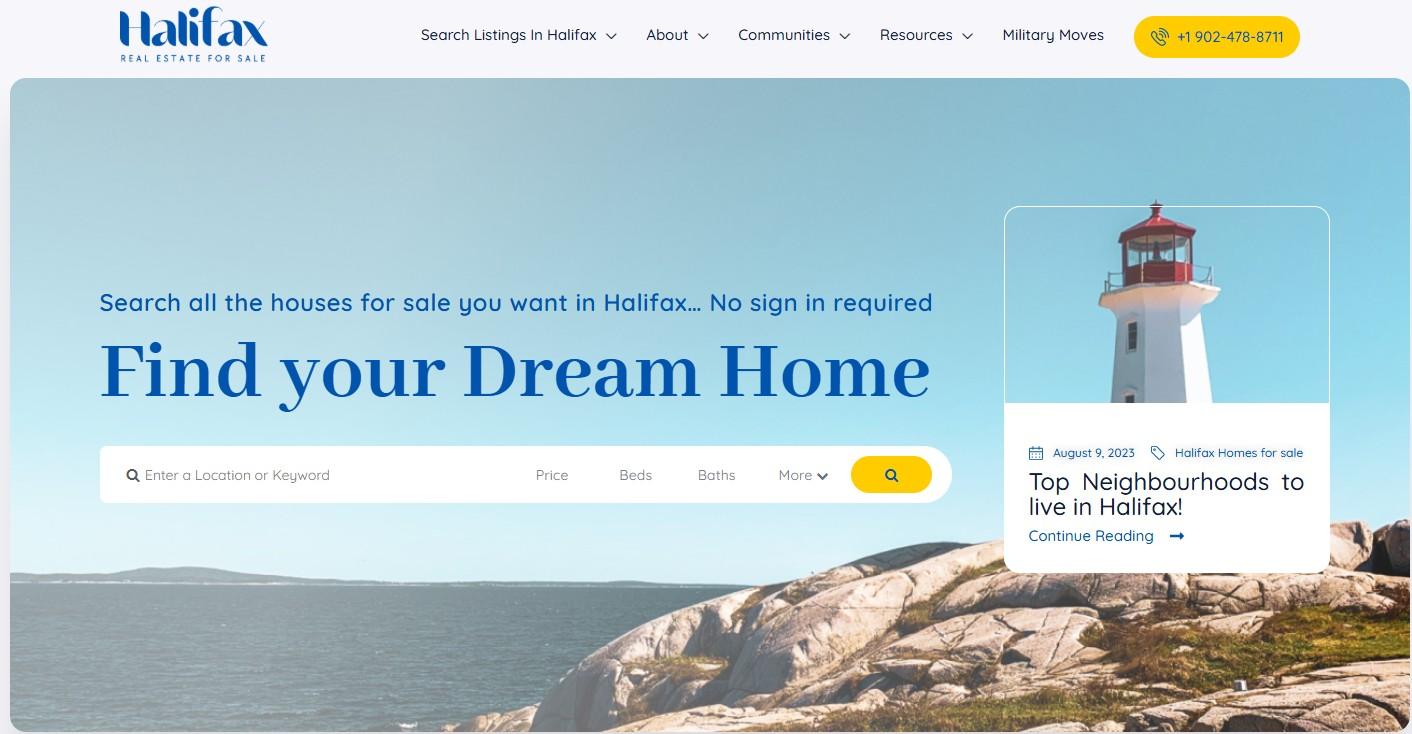 Halifax
REAL ESTATE FOR SALE
Search Listings In Halifax
About
Communities
Resources
Military Moves
+1 902-478-8711
Search all the houses for sale you want in Halifax... No sign in required
Find your Dream Home
Enter a Location or Keyword
Price
Beds
Baths
More
August 9, 2023
Halifax Homes for sale
Top Neighbourhoods to
live in Halifax!
Continue Reading